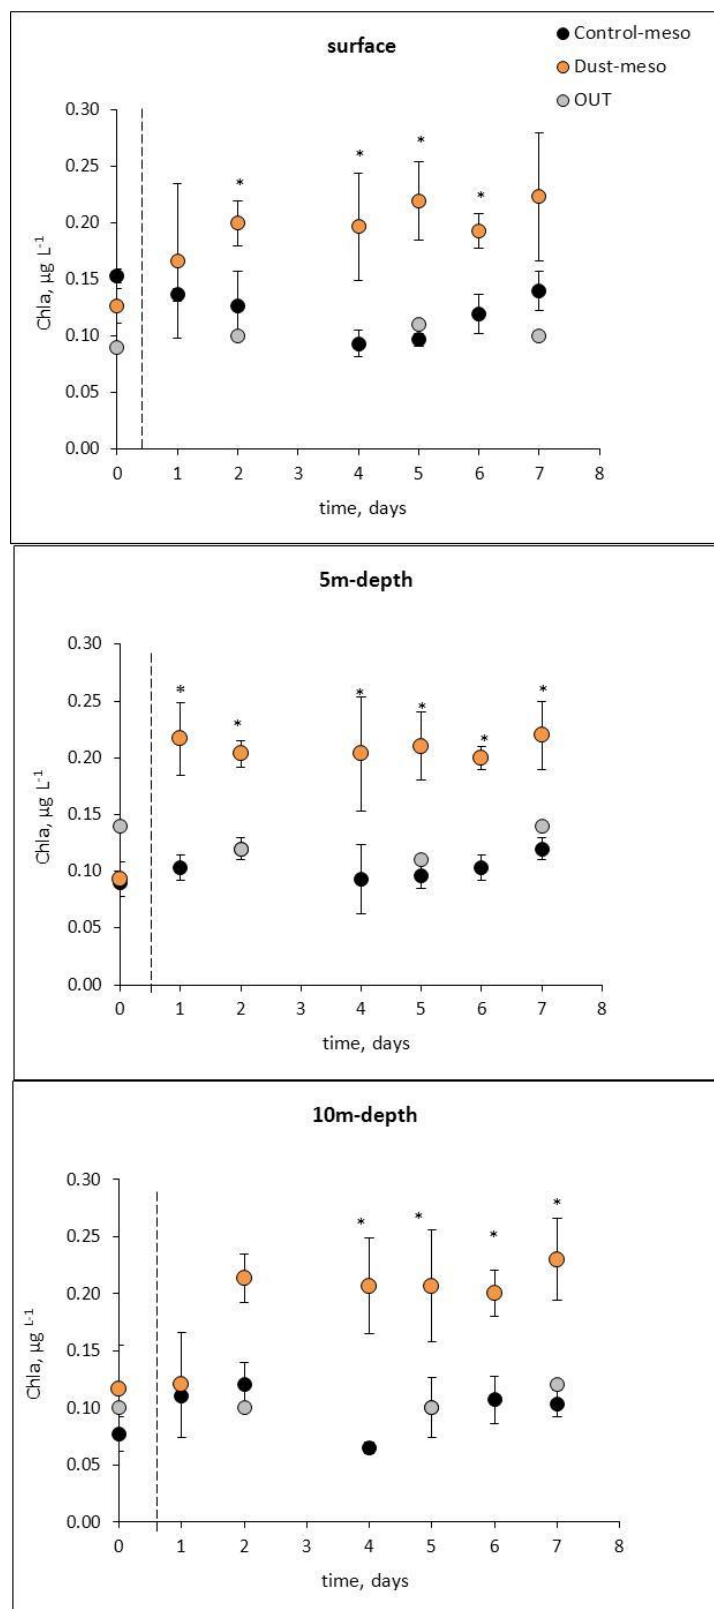 surface
Control-meso
Dust-meso
OUT
0.30
0.25
0.20
0.15
0.10
0.05
0.00
Chla, µg L-1
* * * *
0 1 2 3 4 5 6 7 8
time, days
5m-depth
0.30
0.25
0.20
0.15
0.10
0.05
0.00
Chla, µg L-1
* * * * * *
0 1 2 3 4 5 6 7 8
time, days
10m-depth
0.30
0.25
0.20
0.15
0.10
0.05
0.00
Chla, µg L-1
* * * *
0 1 2 3 4 5 6 7 8
time, days